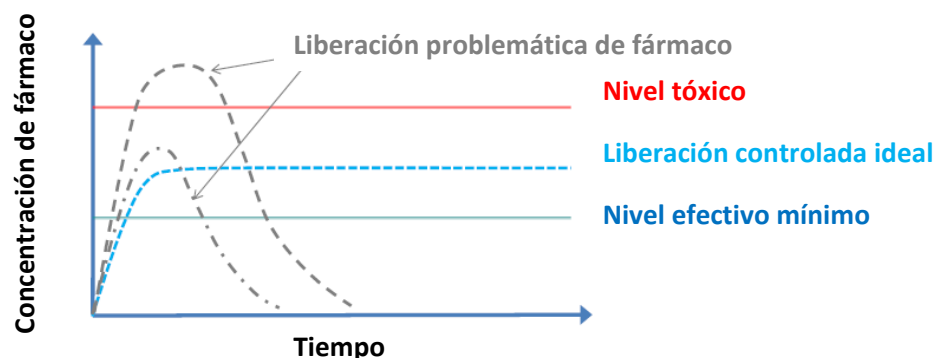 Liberación problemática de fármaco
Nivel tóxico
Liberación controlada ideal
Nivel efectivo mínimo
Concentración de fármaco
Tiempo